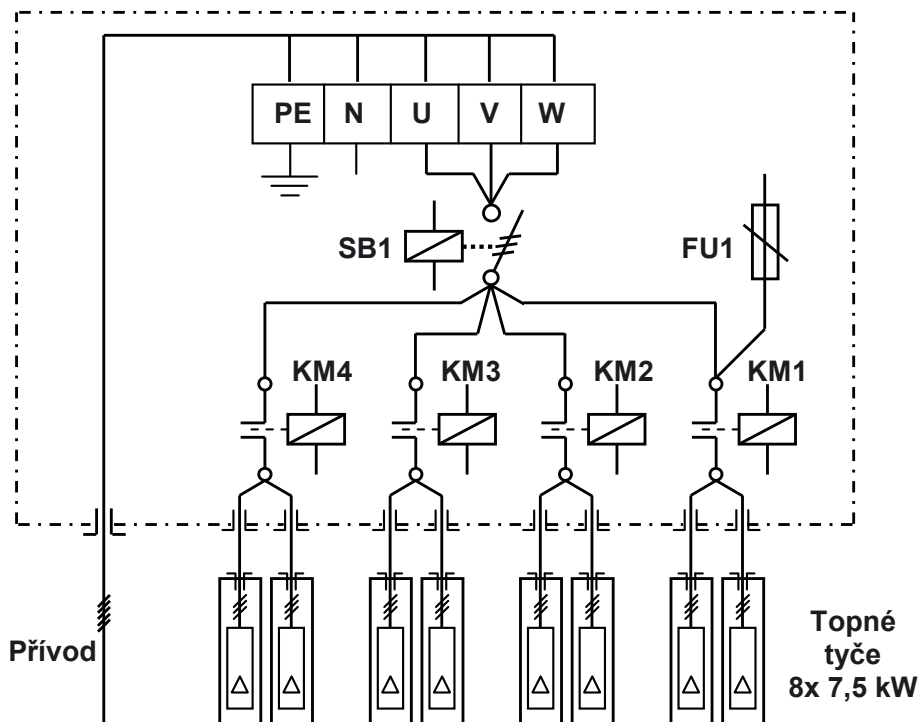 PE N U V W
SB1
FU1
KM4 KM3 KM2 KM1
Přívod
Topné
tyče
8x 7,5 kW